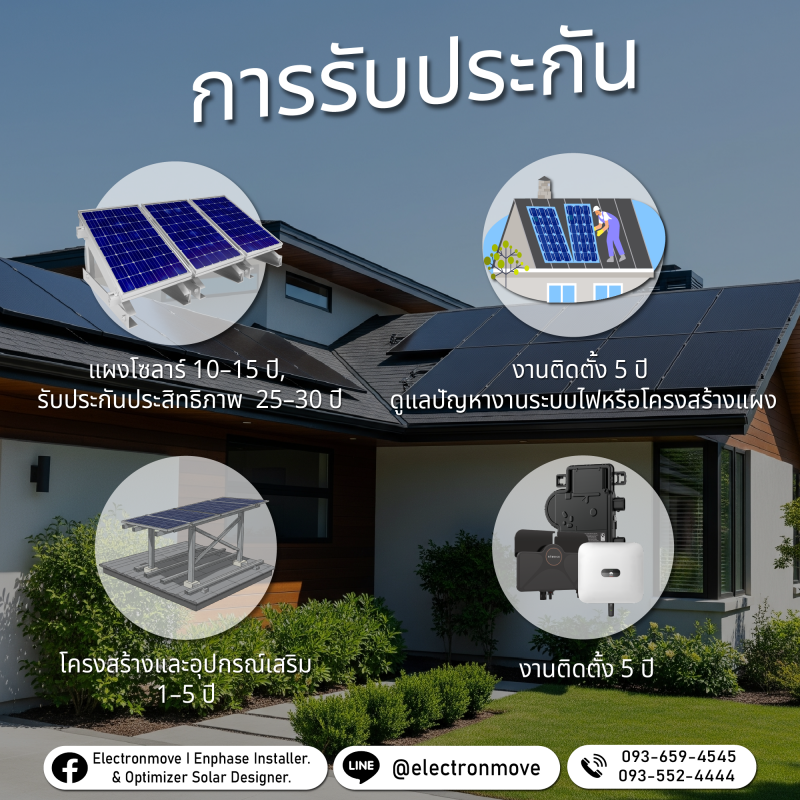 การรับประกัน
แผงโซลาร์ 10–15 ปี,
รับประกันประสิทธิภาพ 25–30 ปี
งานติดตั้ง 5 ปี
ดูแลปัญหางานระบบไฟหรือโครงสร้างแผง
โครงสร้างและอุปกรณ์เสริม
1–5 ปี
งานติดตั้ง 5 ปี
Electronmove I Enphase Installer.
& Optimizer Solar Designer.
LINE
@electronmove
093-659-4545
093-552-4444